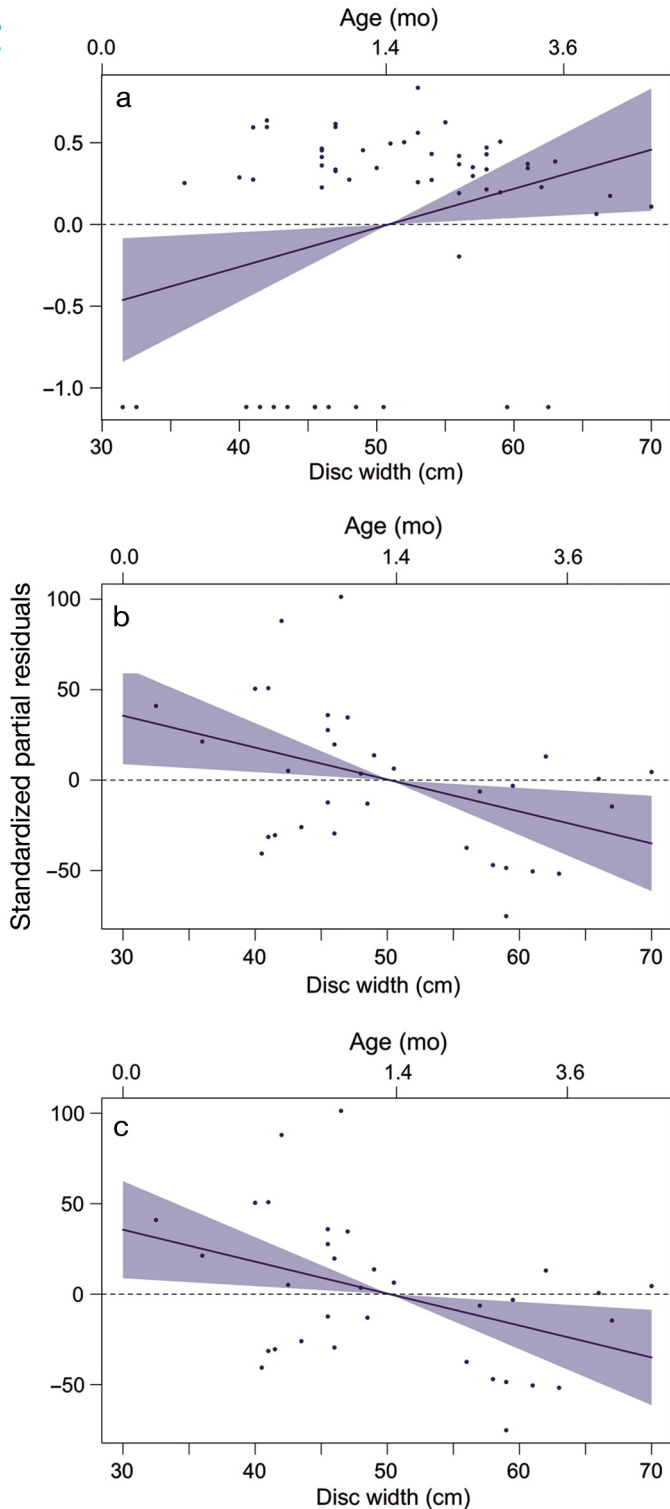 Age (mo)
0.0 1.4 3.6
a
0.5
0.0
−0.5
−1.0
30 40 50 60 70
Disc width (cm)
Standardized partial residuals
Age (mo)
0.0 1.4 3.6
b
100
50
0
−50
30 40 50 60 70
Disc width (cm)
Age (mo)
0.0 1.4 3.6
c
100
50
0
−50
30 40 50 60 70
Disc width (cm)